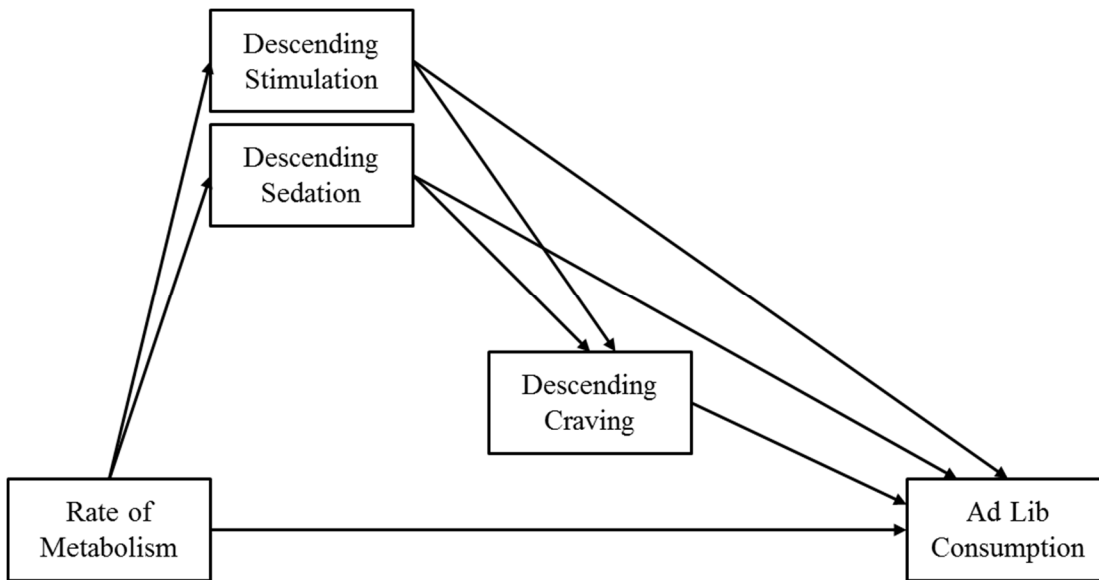 Descending
Stimulation
Descending
Sedation
Descending
Craving
Rate of
Metabolism
Ad Lib
Consumption